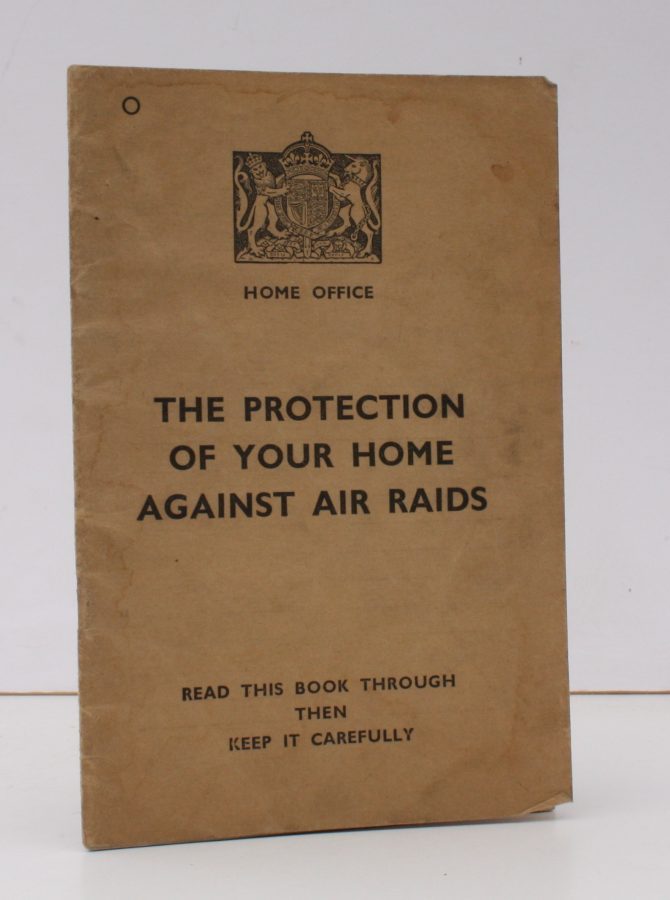 O
HOME OFFICE
THE PROTECTION
OF YOUR HOME
AGAINST AIR RAIDS
READ THIS BOOK THROUGH
THEN
KEEP IT CAREFULLY